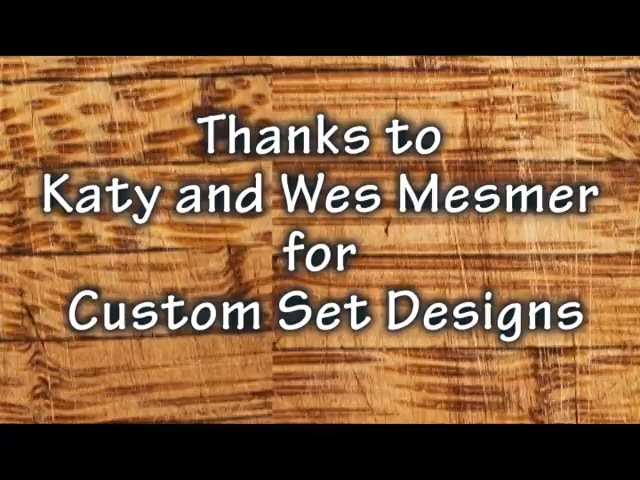 Thanks to
Katy and Wes Mesmer
for
Custom Set Designs